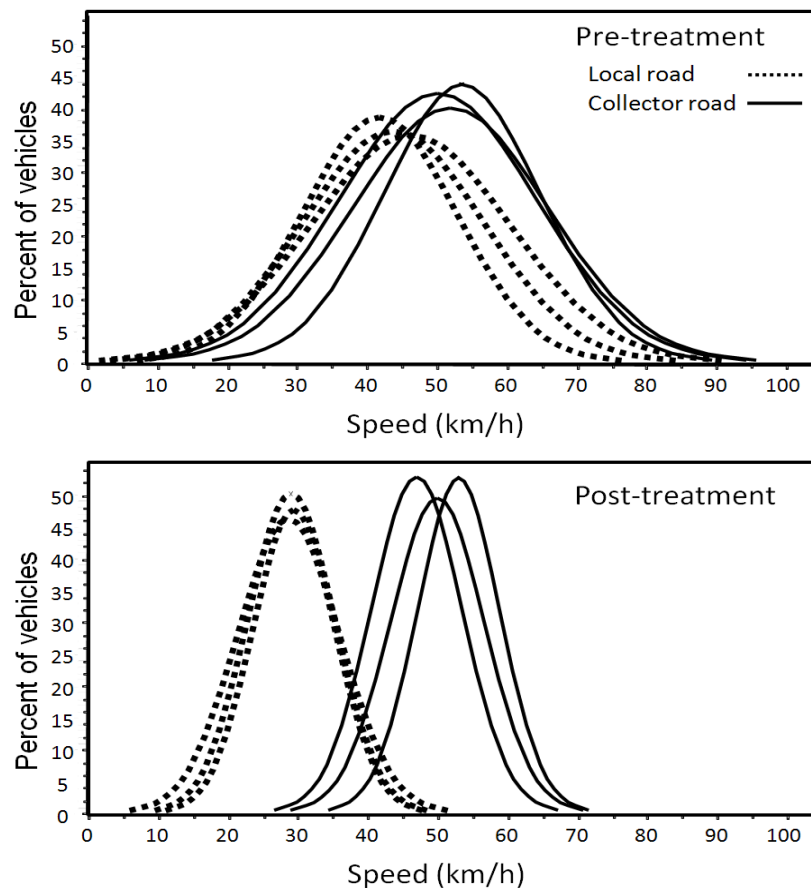 Pre-treatment
Local road
Collector road
Percent of vehicles
50
45
40
35
30
25
20
15
10
5
0
0 10 20 30 40 50 60 70 80 90 100
Speed (km/h)
Post-treatment
Percent of vehicles
50
45
40
35
30
25
20
15
10
5
0
0 10 20 30 40 50 60 70 80 90 100
Speed (km/h)